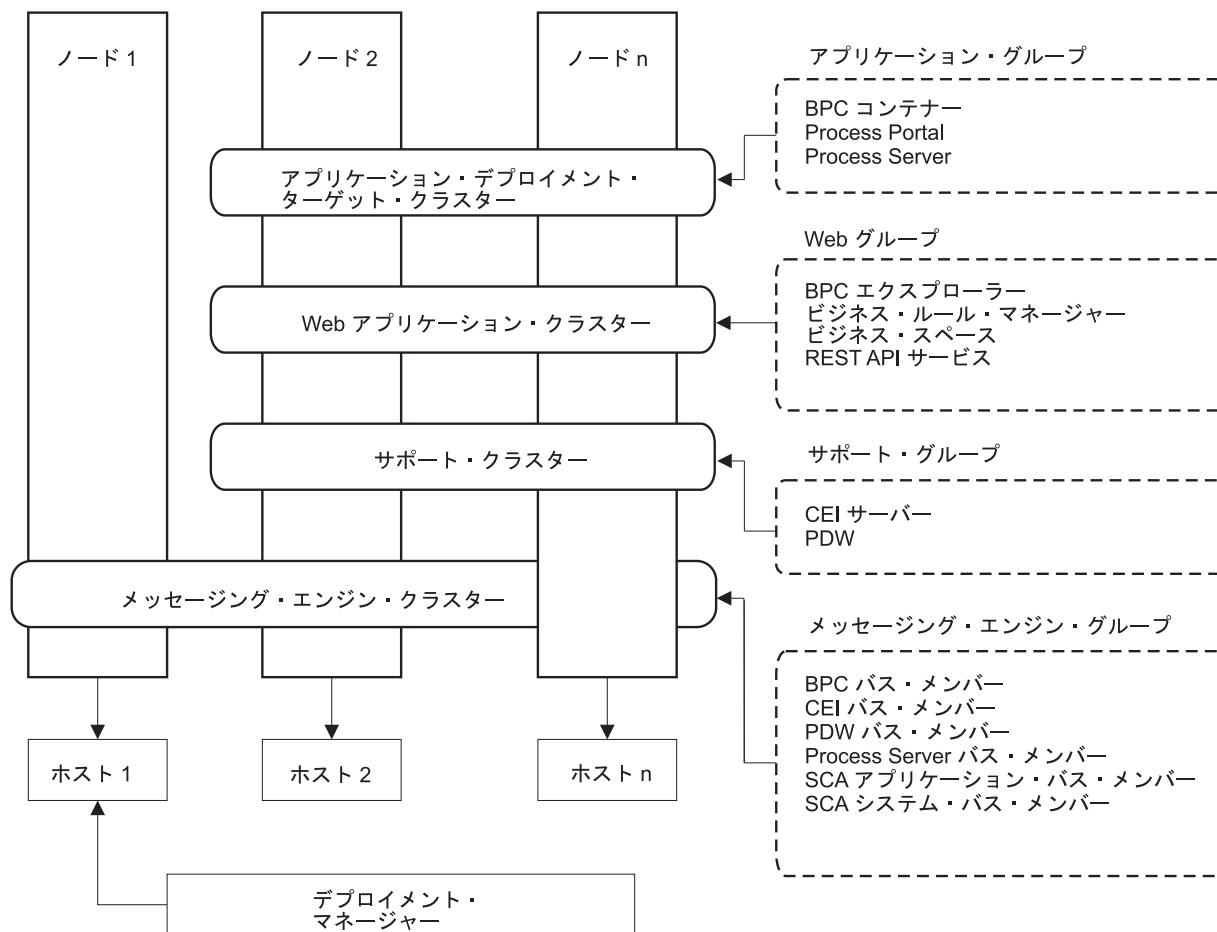 ノード 1
ノード 2
ノード n
アプリケーション・デプロイメント・
ターゲット・クラスター
Web アプリケーション・クラスター
サポート・クラスター
メッセージング・エンジン・クラスター
ホスト 1
ホスト 2
ホスト n
デプロイメント・
マネージャー
アプリケーション・グループ
BPC コンテナー
Process Portal
Process Server
Web グループ
BPC エクスプローラー
ビジネス・ルール・マネージャー
ビジネス・スペース
REST API サービス
サポート・グループ
CEI サーバー
PDW
メッセージング・エンジン・グループ
BPC バス・メンバー
CEI バス・メンバー
PDW バス・メンバー
Process Server バス・メンバー
SCA アプリケーション・バス・メンバー
SCA システム・バス・メンバー